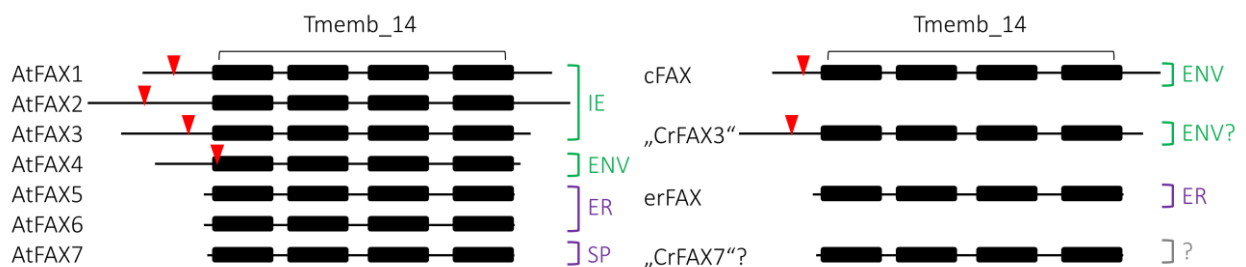 Tmemb_14
AtFAX1
AtFAX2
IE
AtFAX3
AtFAX4
ENV
AtFAX5
ER
AtFAX6
AtFAX7
SP
Tmemb_14
cFAX
ENV
„CrFAX3“
ENV?
erFAX
ER
„CrFAX7“?
?